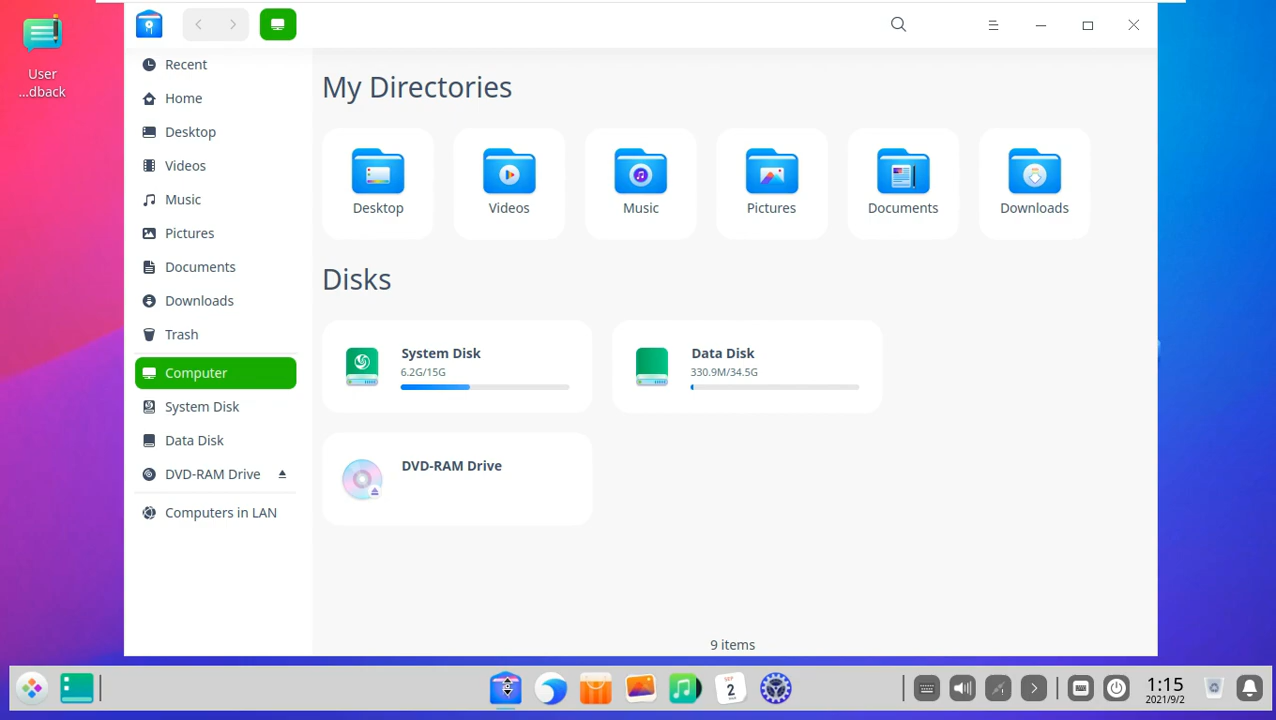 User
...dback
Recent
Home
Desktop
Videos
Music
Pictures
Documents
Downloads
Trash
Computer
System Disk
Data Disk
DVD-RAM Drive
Computers in LAN
My Directories
Desktop
Videos
Music
Pictures
Documents
Downloads
Disks
System Disk
6.2G/15G
Data Disk
330.9M/34.5G
DVD-RAM Drive
9 items
SEP
2
1:15
2021/9/2